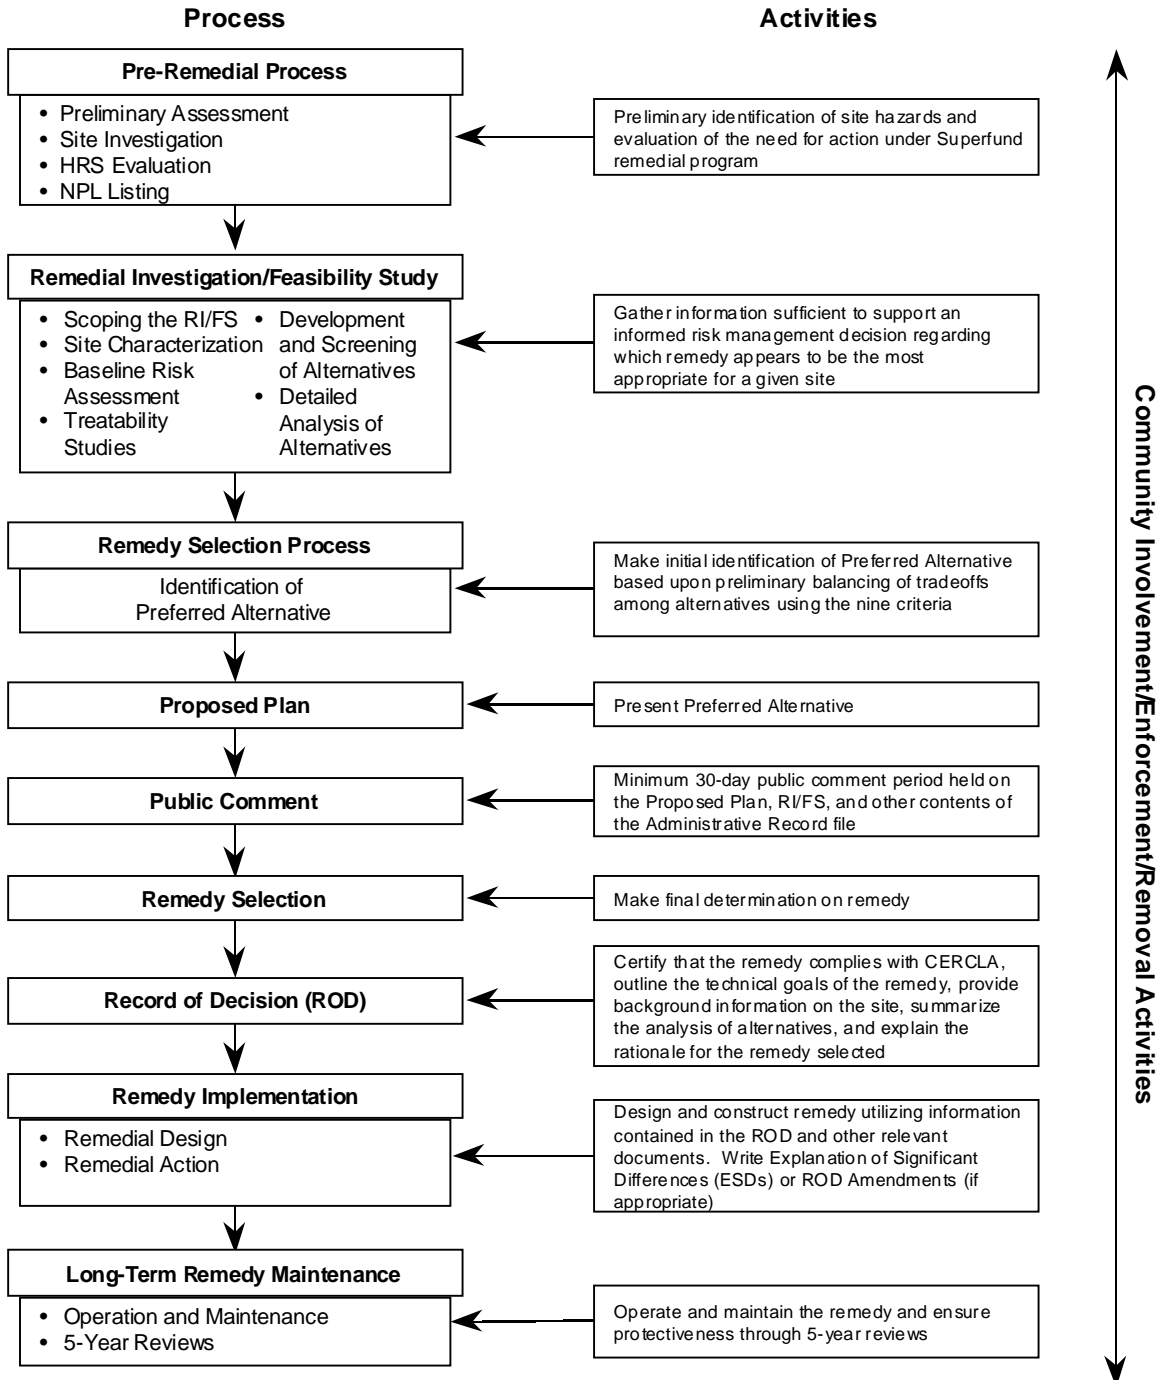 Process
Activities
Pre-Remedial Process
• Preliminary Assessment
• Site Investigation
• HRS Evaluation
• NPL Listing
Preliminary identification of site hazards and
evaluation of the need for action under Superfund
remedial program
Remedial Investigation/Feasibility Study
• Scoping the RI/FS
• Site Characterization
• Baseline Risk
Assessment
• Treatability
Studies
• Development
and Screening
of Alternatives
• Detailed
Analysis of
Alternatives
Gather information sufficient to support an
informed risk management decision regarding
which remedy appears to be the most
appropriate for a given site
Remedy Selection Process
Identification of
Preferred Alternative
Make initial identification of Preferred Alternative
based upon preliminary balancing of tradeoffs
among alternatives using the nine criteria
Proposed Plan
Present Preferred Alternative
Public Comment
Minimum 30-day public comment period held on
the Proposed Plan, RI/FS, and other contents of
the Administrative Record file
Remedy Selection
Make final determination on remedy
Record of Decision (ROD)
Certify that the remedy complies with CERCLA,
outline the technical goals of the remedy, provide
background information on the site, summarize
the analysis of alternatives, and explain the
rationale for the remedy selected
Remedy Implementation
• Remedial Design
• Remedial Action
Design and construct remedy utilizing information
contained in the ROD and other relevant
documents. Write Explanation of Significant
Differences (ESDs) or ROD Amendments (if
appropriate)
Long-Term Remedy Maintenance
• Operation and Maintenance
• 5-Year Reviews
Operate and maintain the remedy and ensure
protectiveness through 5-year reviews
Community Involvement/Enforcement/Removal Activities